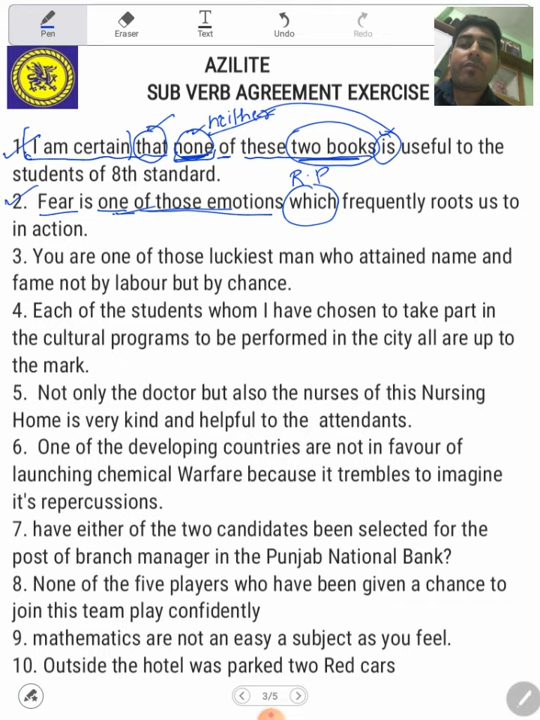 Pen
Eraser
Text
Undo
Redo
AZILITE
SUB VERB AGREEMENT EXERCISE
neither
1. I am certain that none of these two books is useful to the
students of 8th standard.
R.P
2. Fear is one of those emotions which frequently roots us to
in action.
3. You are one of those luckiest man who attained name and
fame not by labour but by chance.
4. Each of the students whom I have chosen to take part in
the cultural programs to be performed in the city all are up to
the mark.
5. Not only the doctor but also the nurses of this Nursing
Home is very kind and helpful to the attendants.
6. One of the developing countries are not in favour of
launching chemical Warfare because it trembles to imagine
it's repercussions.
7. have either of the two candidates been selected for the
post of branch manager in the Punjab National Bank?
8. None of the five players who have been given a chance to
join this team play confidently
9. mathematics are not an easy a subject as you feel.
10. Outside the hotel was parked two Red cars
3/5